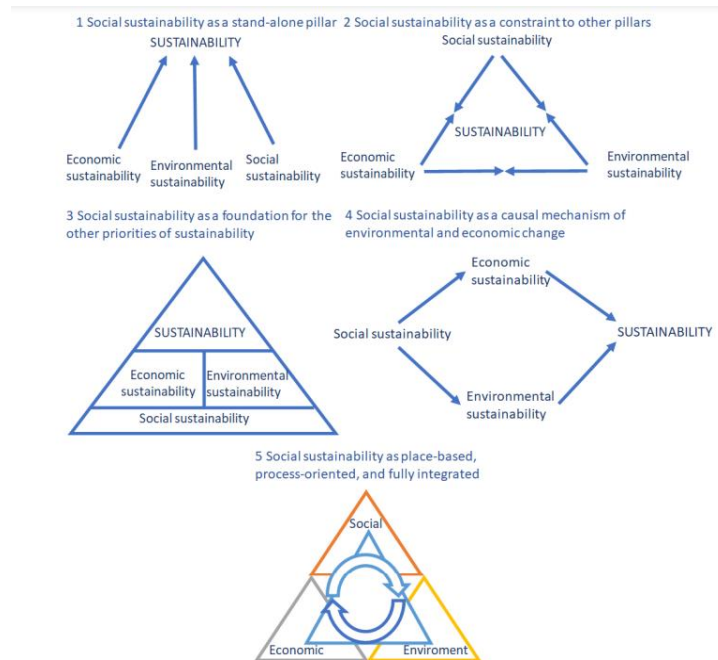 1 Social sustainability as a stand-alone pillar
SUSTAINABILITY
Economic
sustainability
Environmental
sustainability
Social
sustainability
2 Social sustainability as a constraint to other pillars
Social sustainability
SUSTAINABILITY
Economic
sustainability
Environmental
sustainability
3 Social sustainability as a foundation for the
other priorities of sustainability
SUSTAINABILITY
Economic
sustainability
Environmental
sustainability
Social sustainability
4 Social sustainability as a causal mechanism of
environmental and economic change
Economic
sustainability
Social sustainability
SUSTAINABILITY
Environmental
sustainability
5 Social sustainability as place-based,
process-oriented, and fully integrated
Social
Economic
Enviroment